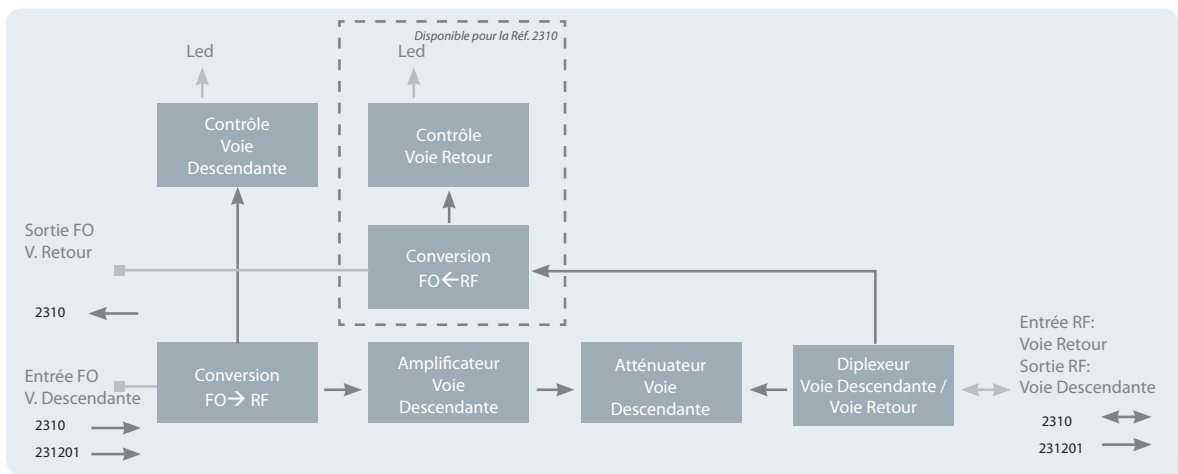 Disponible pour la Réf. 2310
Led
Led
Contrôle
Voie
Descendante
Contrôle
Voie Retour
Sortie FO
V. Retour
Conversion
FO←RF
2310
Entrée FO
V. Descendante
Conversion
FO→ RF
Amplificateur
Voie
Descendante
Atténuateur
Voie
Descendante
Diplexeur
Voie Descendante /
Voie Retour
Entrée RF:
Voie Retour
Sortie RF:
Voie Descendante
2310
231201
2310
231201